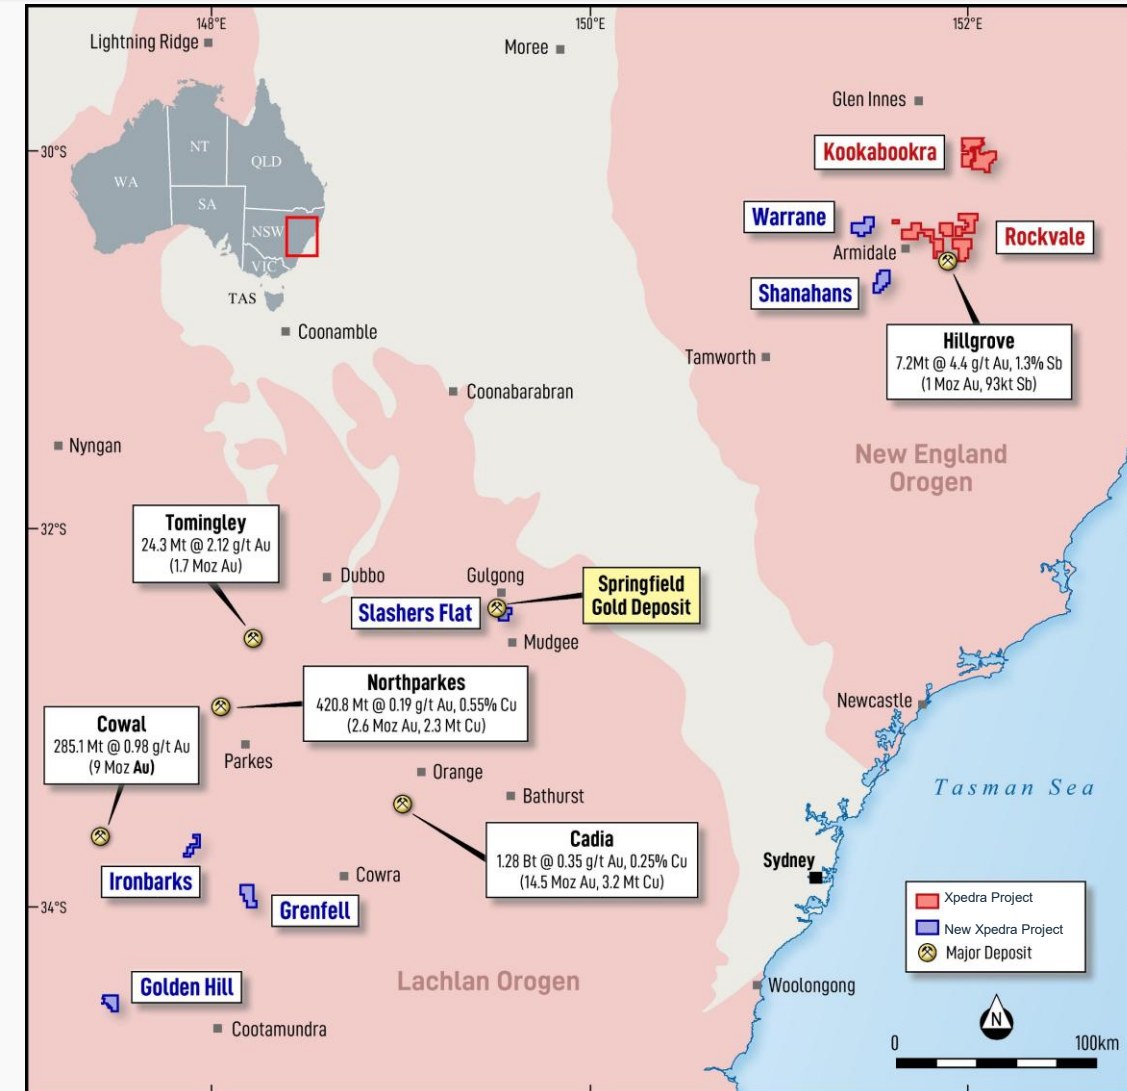 148°E
150°E
152°E
Lightning Ridge
Moree
Glen Innes
30°S
Kookabookra
NT
QLD
WA
SA
NSW
VIC
TAS
Warrane
Rockvale
Armidale
Shanahans
Coonamble
Hillgrove
7.2Mt @ 4.4 g/t Au, 1.3% Sb
(1 Moz Au, 93kt Sb)
Tamworth
Coonabarabran
Nyngan
New England
Orogen
Tomingley
24.3 Mt @ 2.12 g/t Au
(1.7 Moz Au)
32°S
Dubbo
Gulgong
Springfield
Gold Deposit
Slashers Flat
Mudgee
Northparkes
420.8 Mt @ 0.19 g/t Au, 0.55% Cu
(2.6 Moz Au, 2.3 Mt Cu)
Newcastle
Cowal
285.1 Mt @ 0.98 g/t Au
(9 Moz Au)
Parkes
Orange
Bathurst
Tasman Sea
Cadia
1.28 Bt @ 0.35 g/t Au, 0.25% Cu
(14.5 Moz Au, 3.2 Mt Cu)
Sydney
Ironbarks
Cowra
Grenfell
34°S
Xpedra Project
New Xpedra Project
Major Deposit
Lachlan Orogen
Golden Hill
Woolongong
Cootamundra
N
0
100km